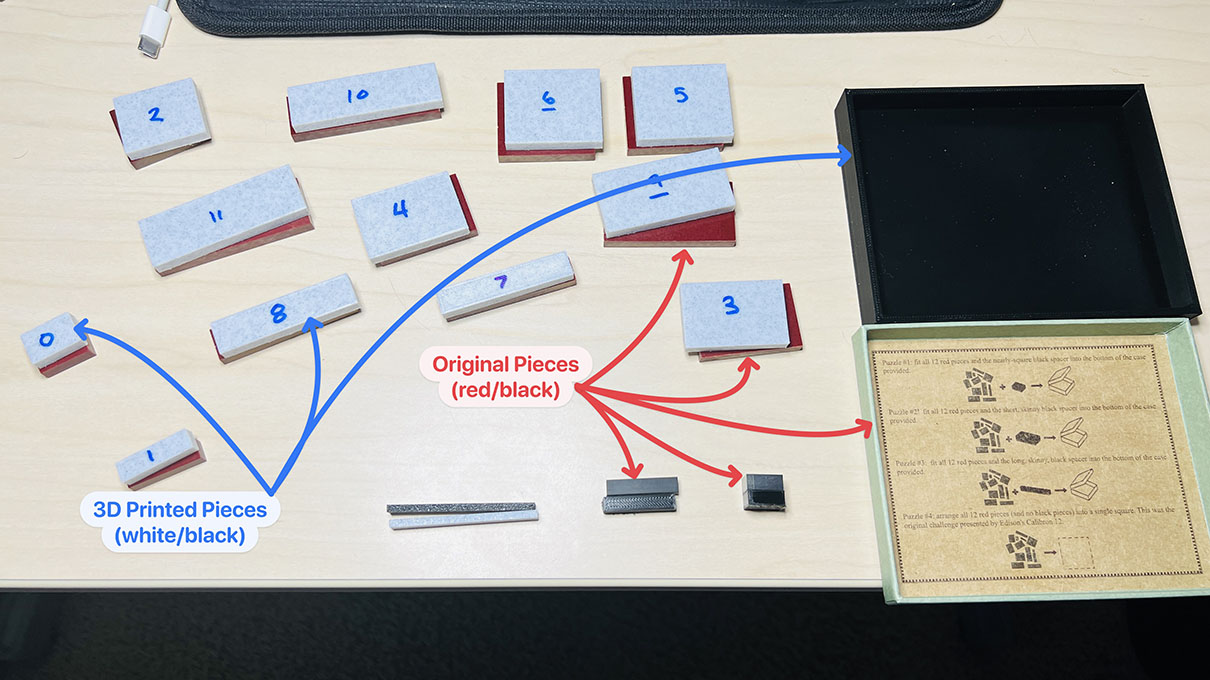 2
10
6
5
11
4
9
7
8
3
0
1
Original Pieces
(red/black)
3D Printed Pieces
(white/black)
Puzzle #1: fit all 12 red pieces and the nearly-square black spacer into the bottom of the case
provided.
Puzzle #2: fit all 12 red pieces and the short, skinny black spacer into the bottom of the case
provided.
Puzzle #3: fit all 12 red pieces and the long, skinny, black spacer into the bottom of the case
provided.
Puzzle #4: arrange all 12 red pieces (and no black pieces) into a single square. This was the
original challenge presented by Edison's Calibron 12.